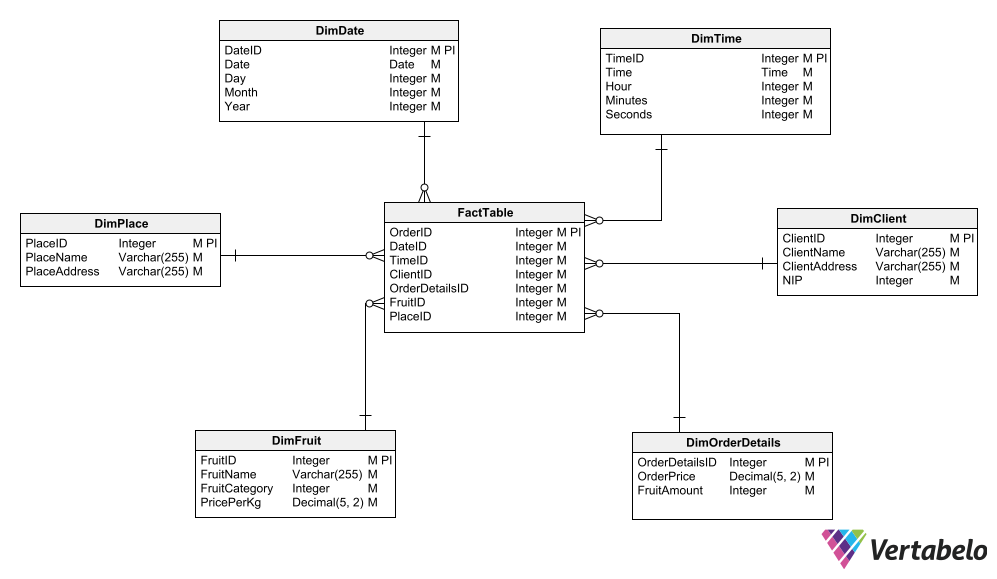 DimDate
DateID Integer M PI
Date Date M
Day Integer M
Month Integer M
Year Integer M
DimTime
TimeID Integer M PI
Time Time M
Hour Integer M
Minutes Integer M
Seconds Integer M
DimPlace
PlaceID Integer M PI
PlaceName Varchar(255) M
PlaceAddress Varchar(255) M
FactTable
OrderID Integer M PI
DateID Integer M
TimeID Integer M
ClientID Integer M
OrderDetailsID Integer M
FruitID Integer M
PlaceID Integer M
DimClient
ClientID Integer M PI
ClientName Varchar(255) M
ClientAddress Varchar(255) M
NIP Integer M
DimFruit
FruitID Integer M PI
FruitName Varchar(255) M
FruitCategory Integer M
PricePerKg Decimal(5, 2) M
DimOrderDetails
OrderDetailsID Integer M PI
OrderPrice Decimal(5, 2) M
FruitAmount Integer M
Vertabelo